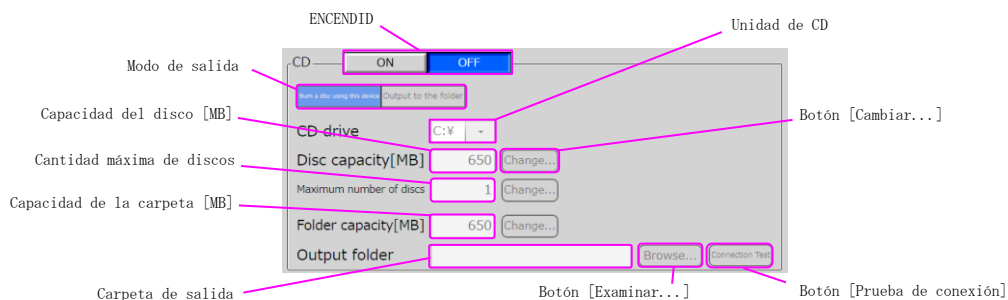 ENCENDID
Unidad de CD
CD
ON
OFF
Modo de salida
Burn a disc using this device
Output to the folder
Capacidad del disco [MB]
CD drive
C:¥
Botón [Cambiar...]
Cantidad máxima de discos
Disc capacity[MB]
650
Change...
Maximum number of discs
1
Change...
Capacidad de la carpeta [MB]
Folder capacity[MB]
650
Change...
Output folder
Browse...
Connection Test
Carpeta de salida
Botón [Examinar...]
Botón [Prueba de conexión]